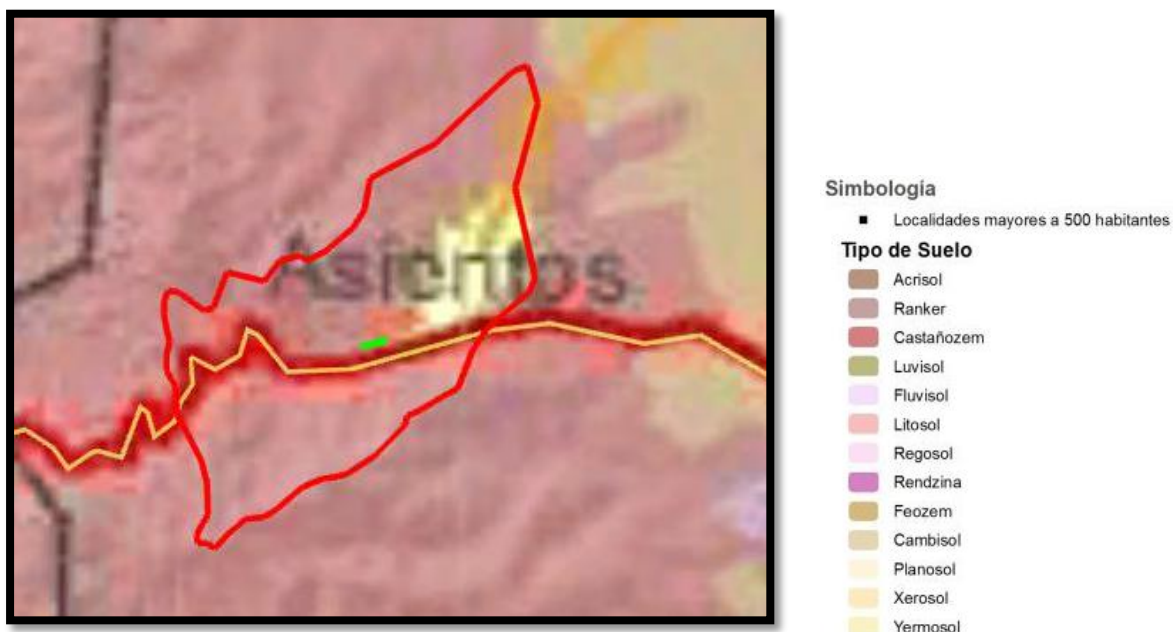 Asientos
Simbología
Localidades mayores a 500 habitantes
Tipo de Suelo
Acrisol
Ranker
Castañozem
Luvisol
Fluvisol
Litosol
Regosol
Rendzina
Feozem
Cambisol
Planosol
Xerosol
Yermosol